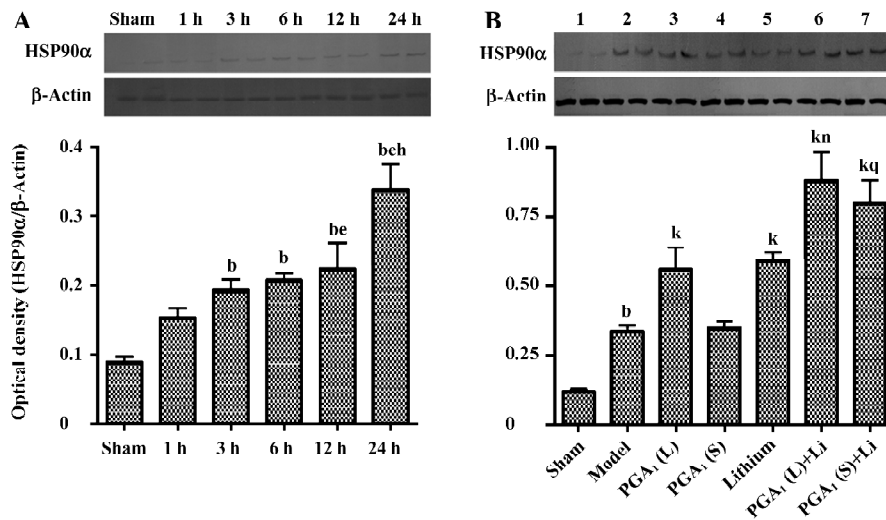 A
Sham 1 h 3 h 6 h 12 h 24 h
HSP90α
β-Actin
Optical density (HSP90α/β-Actin)
0.4
0.3
0.2
0.1
0
b
b
be
bch
Sham 1 h 3 h 6 h 12 h 24 h
B
1 2 3 4 5 6 7
HSP90α
β-Actin
1.00
0.75
0.50
0.25
0
b
k
k
kn
kq
Sham
Model
PGA₁ (L)
PGA₁ (S)
Lithium
PGA₁ (L)+Li
PGA₁ (S)+Li